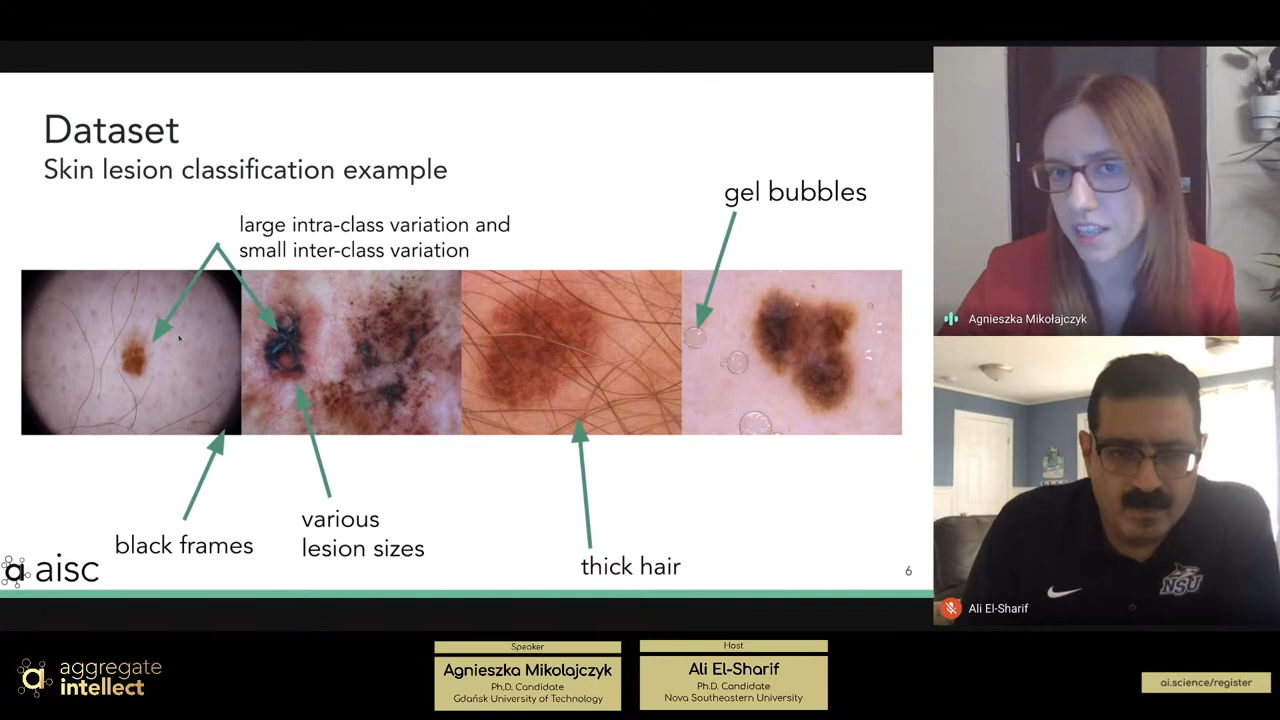 Dataset
Skin lesion classification example
gel bubbles
large intra-class variation and
small inter-class variation
black frames
various
lesion sizes
thick hair
aisc
6
Agnieszka Mikołajczyk
NSU
Ali El-Sharif
aggregate
intellect
Speaker
Agnieszka Mikolajczyk
Ph.D. Candidate
Gdańsk University of Technology
Host
Ali El-Sharif
Ph.D. Candidate
Nova Southeastern University
ai.science/register